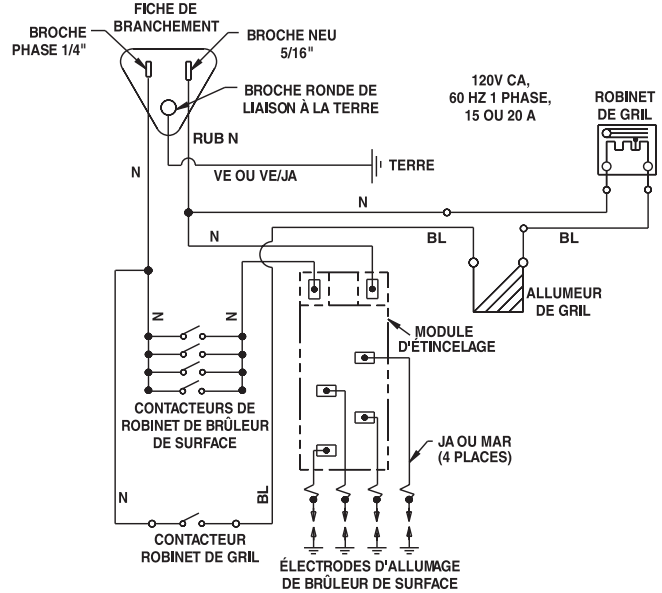 FICHE DE
BRANCHEMENT
BROCHE
PHASE 1/4"
BROCHE NEU
5/16"
BROCHE RONDE DE
LIAISON À LA TERRE
120V CA,
60 HZ 1 PHASE,
15 OU 20 A
ROBINET
DE GRIL
RUB N
N
VE OU VE/JA
TERRE
N
N
BL
BL
ALLUMEUR
DE GRIL
N
N
MODULE
D'ÉTINCELAGE
CONTACTEURS DE
ROBINET DE BRÛLEUR
DE SURFACE
JA OU MAR
(4 PLACES)
N
BL
CONTACTEUR
ROBINET DE GRIL
ÉLECTRODES D'ALLUMAGE
DE BRÛLEUR DE SURFACE